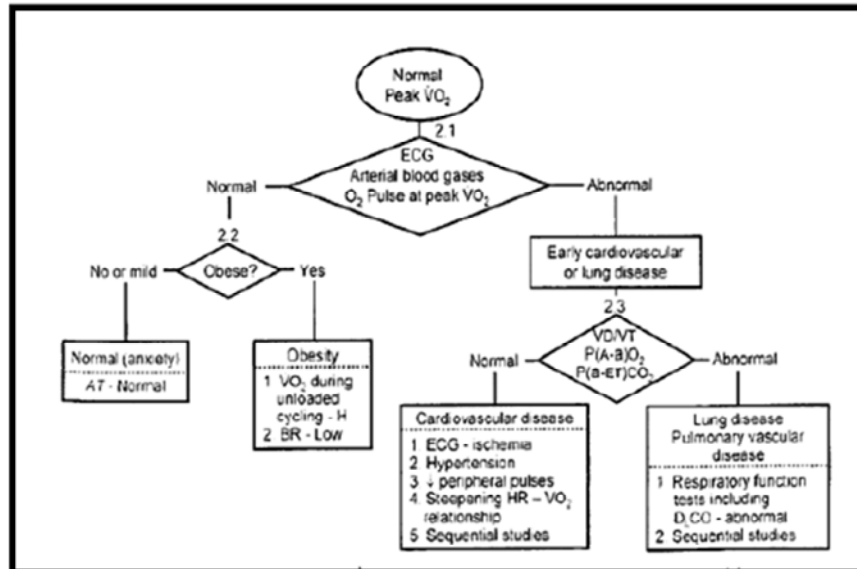 Normal
Peak V̇O₂
2.1
ECG
Arterial blood gases
O₂ Pulse at peak V̇O₂
Normal
Abnormal
2.2
Obese?
No or mild
Yes
Early cardiovascular
or lung disease
2.3
VD/VT
P(A-a)O₂
P(a-ET)CO₂
Normal
Abnormal
Normal (anxiety)
AT - Normal
Obesity
1 V̇O₂ during
unloaded
cycling - H
2 BR - Low
Cardiovascular disease
1 ECG - ischemia
2 Hypertension
3 ↓ peripheral pulses
4 Steepening HR – V̇O₂
relationship
5 Sequential studies
Lung disease
Pulmonary vascular
disease
1 Respiratory function
tests including
DLCO - abnormal
2 Sequential studies